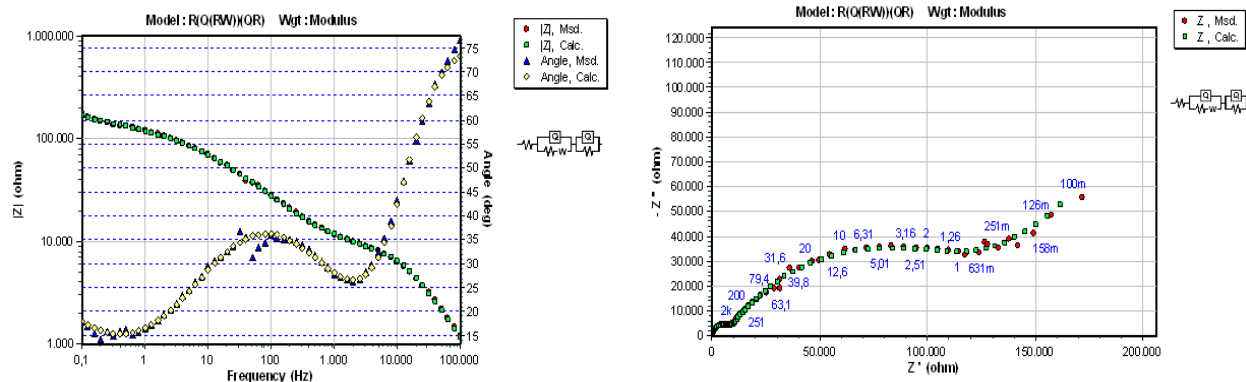 Model : R(Q(RW))(QR) Wgt : Modulus
|Z|, Msd.
|Z|, Calc.
Angle, Msd.
Angle, Calc.
1.000.000
100.000
10.000
1.000
|Z| (ohm)
75
70
65
60
55
50
45
40
35
30
25
20
15
Angle (deg)
0,1 1 10 100 1.000 10.000 100.000
Frequency (Hz)
Q Q
W
Model : R(Q(RW))(QR) Wgt : Modulus
Z , Msd.
Z , Calc.
120.000
110.000
100.000
90.000
80.000
70.000
60.000
50.000
40.000
30.000
20.000
10.000
0
- Z'' (ohm)
100m
126m
251m
158m
10 6,31 3,16 2 1,26
20
31,6
12,6 5,01 2,51 1 631m
79,4 39,8
200 63,1
2k 251
0 50.000 100.000 150.000 200.000
Z ' (ohm)
Q Q
W